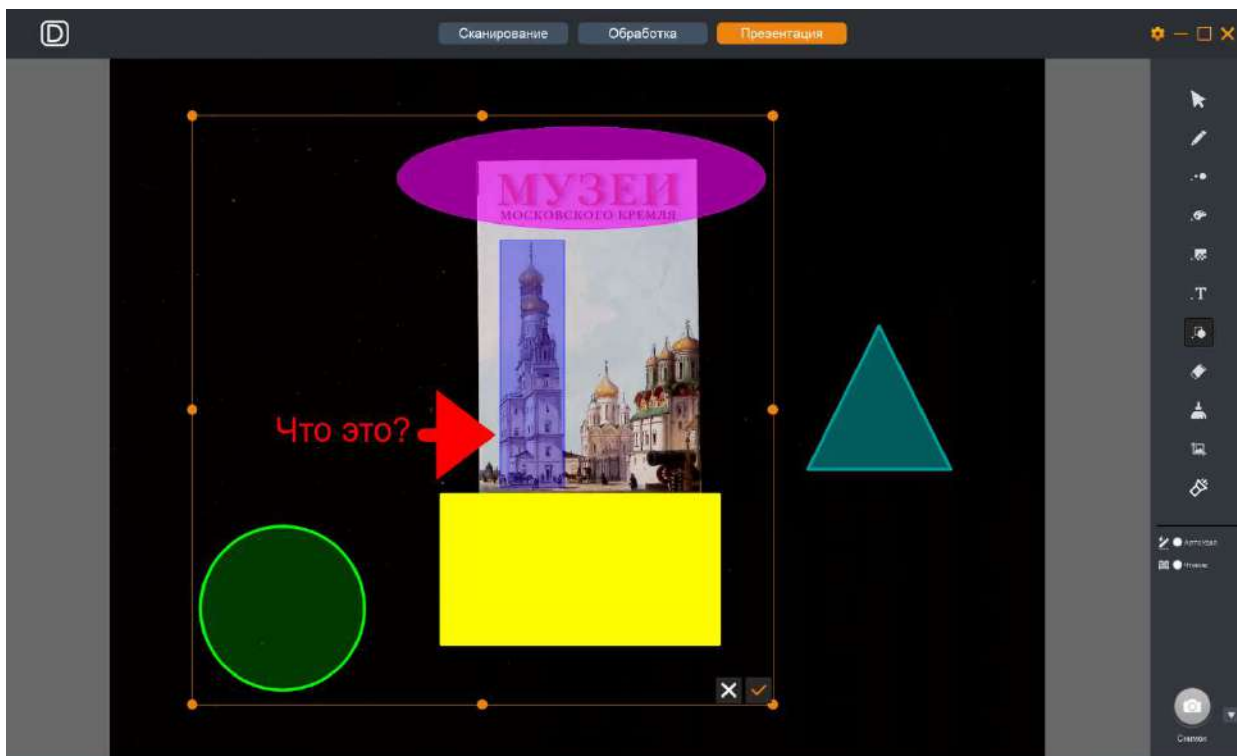 D
Сканирование
Обработка
Презентация
МУЗЕИ
МОСКОВСКОГО КРЕМЛЯ
Что это?
.T
Снимок